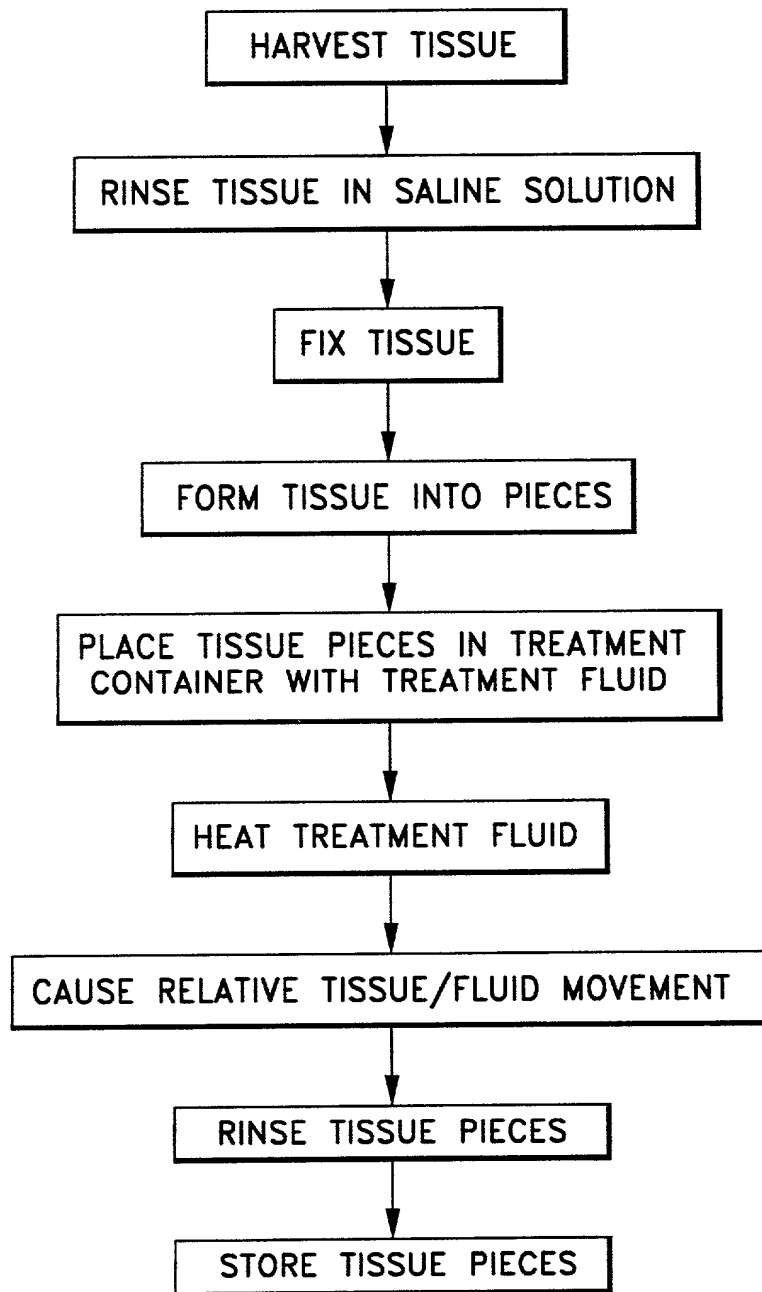 HARVEST TISSUE
RINSE TISSUE IN SALINE SOLUTION
FIX TISSUE
FORM TISSUE INTO PIECES
PLACE TISSUE PIECES IN TREATMENT
CONTAINER WITH TREATMENT FLUID
HEAT TREATMENT FLUID
CAUSE RELATIVE TISSUE/FLUID MOVEMENT
RINSE TISSUE PIECES
STORE TISSUE PIECES